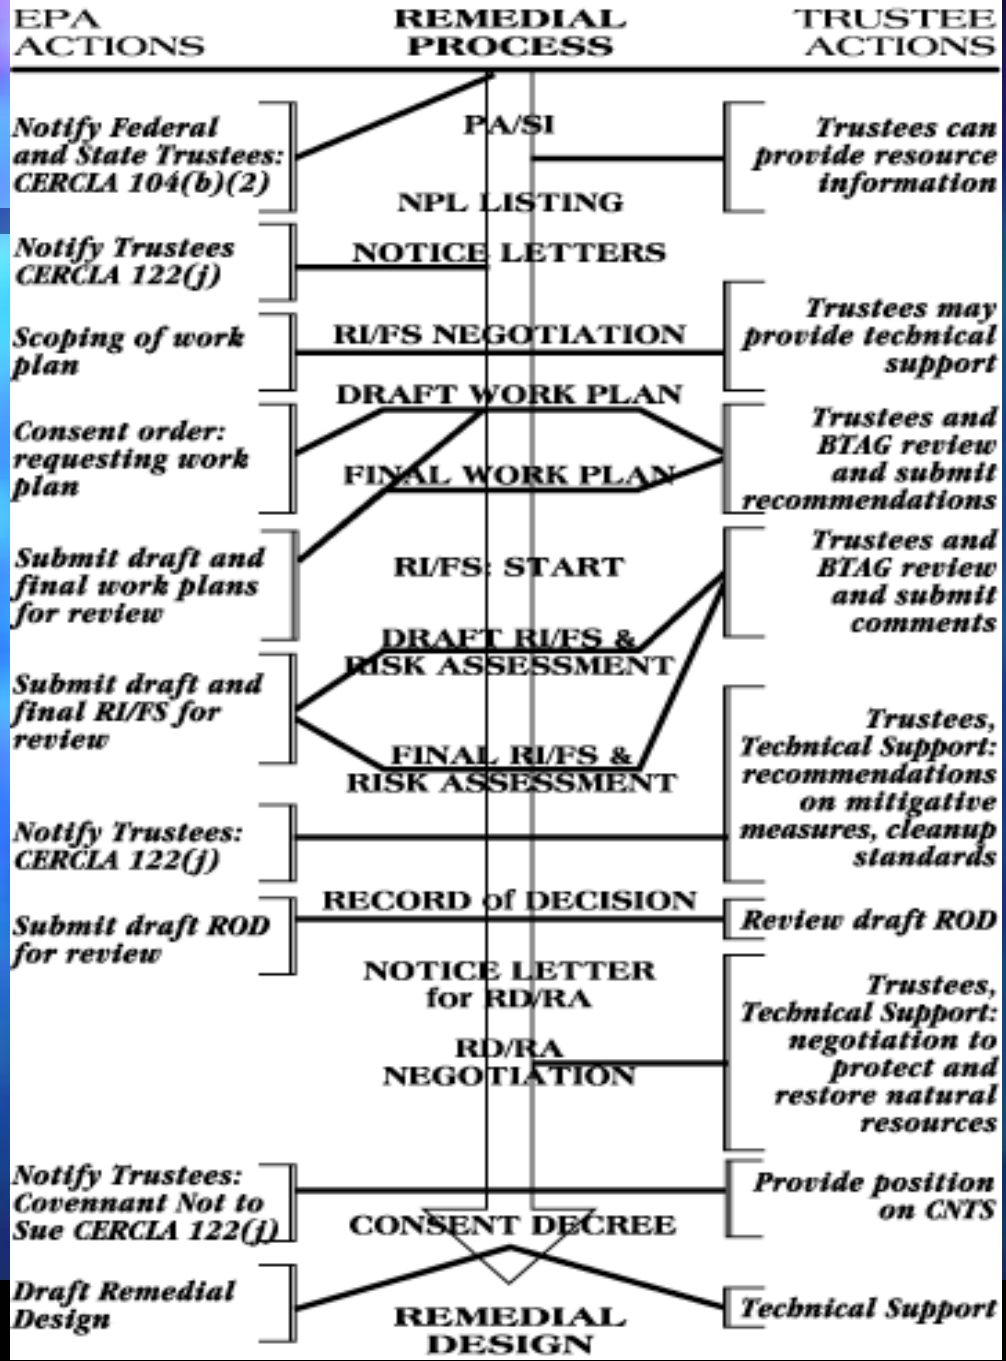 EPA
ACTIONS
REMEDIAL
PROCESS
TRUSTEE
ACTIONS
Notify Federal
and State Trustees:
CERCLA 104(b)(2)
PA/SI
Trustees can
provide resource
information
NPL LISTING
Notify Trustees
CERCLA 122(j)
NOTICE LETTERS
Scoping of work
plan
RI/FS NEGOTIATION
Trustees may
provide technical
support
DRAFT WORK PLAN
Consent order:
requesting work
plan
FINAL WORK PLAN
Trustees and
BTAG review
and submit
recommendations
Submit draft and
final work plans
for review
RI/FS: START
Trustees and
BTAG review
and submit
comments
DRAFT RI/FS &
RISK ASSESSMENT
Submit draft and
final RI/FS for
review
FINAL RI/FS &
RISK ASSESSMENT
Trustees,
Technical Support:
recommendations
on mitigative
measures, cleanup
standards
Notify Trustees:
CERCLA 122(j)
RECORD of DECISION
Submit draft ROD
for review
Review draft ROD
NOTICE LETTER
for RD/RA
RD/RA
NEGOTIATION
Trustees,
Technical Support:
negotiation to
protect and
restore natural
resources
Notify Trustees:
Covennant Not to
Sue CERCLA 122(j)
Provide position
on CNTS
CONSENT DECREE
Draft Remedial
Design
REMEDIAL
DESIGN
Technical Support